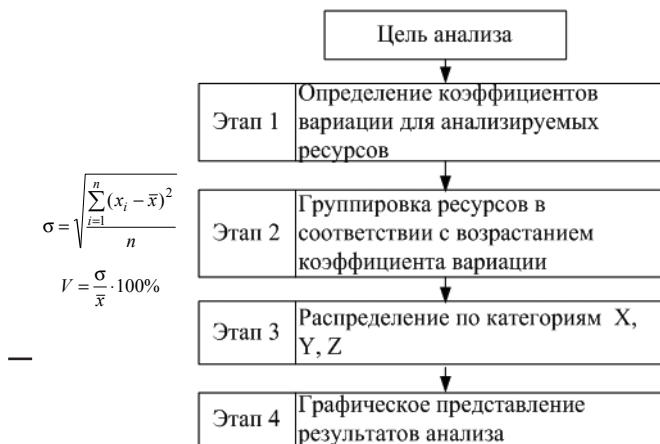 Цель анализа
Этап 1
Определение коэффициентов
вариации для анализируемых
ресурсов
σ = √(∑_{i=1}^{n} (x_i − x̄)² / n)
V = σ / x̄ · 100%
Этап 2
Группировка ресурсов в
соответствии с возрастанием
коэффициента вариации
Этап 3
Распределение по категориям X,
Y, Z
Этап 4
Графическое представление
результатов анализа